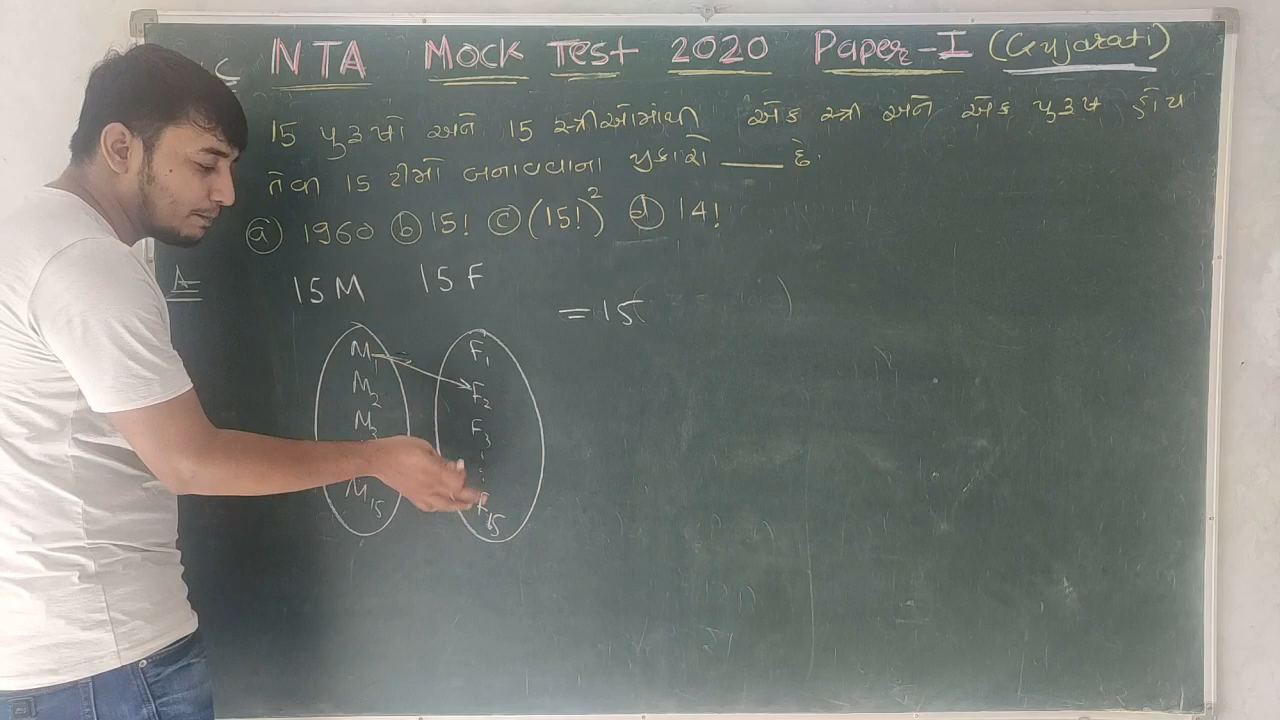 NTA Mock Test 2020 Paper-I (Gujarati)
15 પુરૂષો અને 15 સ્ત્રીઓમાંથી એક સ્ત્રી અને એક પુરૂષ હોય
તેવી 15 ટીમો બનાવવાના પ્રકારો ____ છે.
(a) 1960 (b) 15! (c) (15!)² (d) 14!
A
15M 15F
= 15
M₁ F₁
M₂ F₂
M₃ F₃
M₁₅ F₁₅